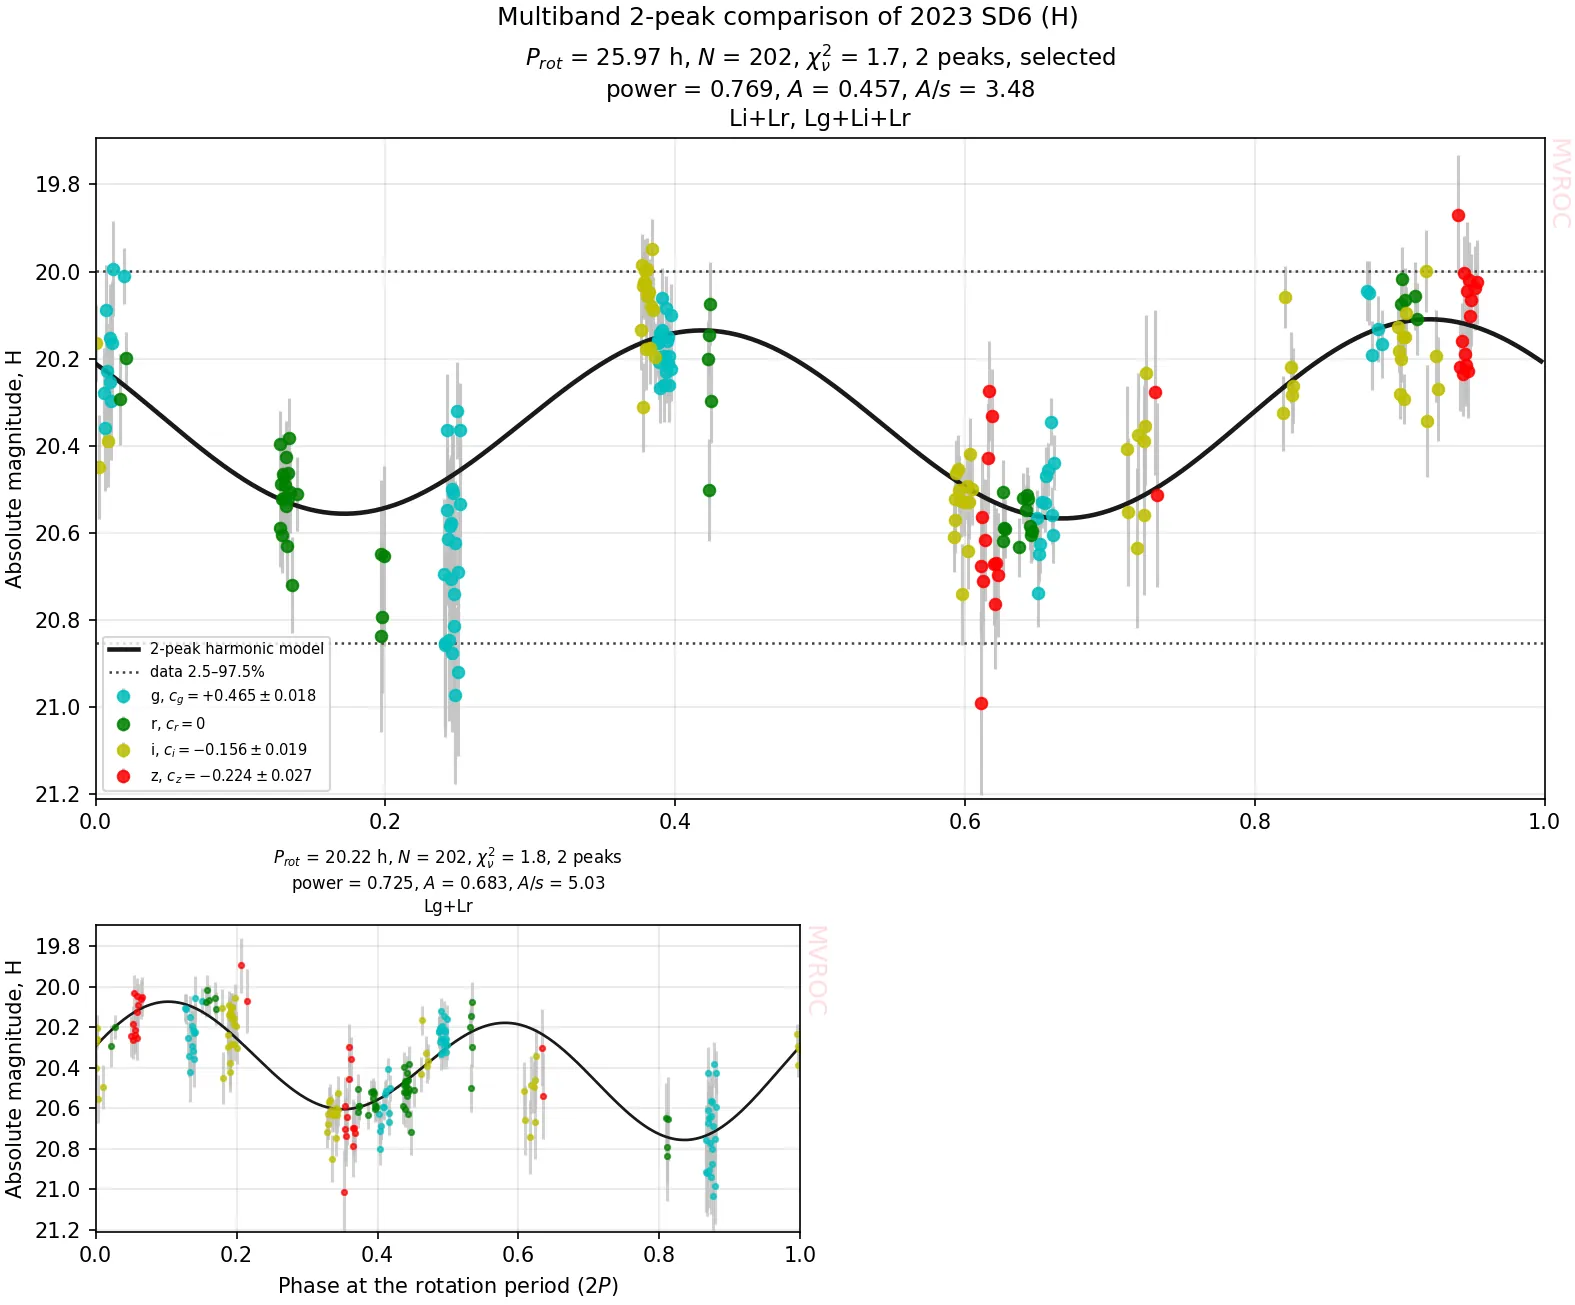 Multiband 2-peak comparison of 2023 SD6 (H)
P_rot = 25.97 h, N = 202, χ²_ν = 1.7, 2 peaks, selected
power = 0.769, A = 0.457, A/s = 3.48
Li+Lr, Lg+Li+Lr
MVROC
Absolute magnitude, H
19.8
20.0
20.2
20.4
20.6
20.8
21.0
21.2
2-peak harmonic model
data 2.5–97.5%
g, c_g = +0.465 ± 0.018
r, c_r = 0
i, c_i = −0.156 ± 0.019
z, c_z = −0.224 ± 0.027
0.0 0.2 0.4 0.6 0.8 1.0
P_rot = 20.22 h, N = 202, χ²_ν = 1.8, 2 peaks
power = 0.725, A = 0.683, A/s = 5.03
Lg+Lr
MVROC
Absolute magnitude, H
19.8
20.0
20.2
20.4
20.6
20.8
21.0
21.2
0.0 0.2 0.4 0.6 0.8 1.0
Phase at the rotation period (2P)